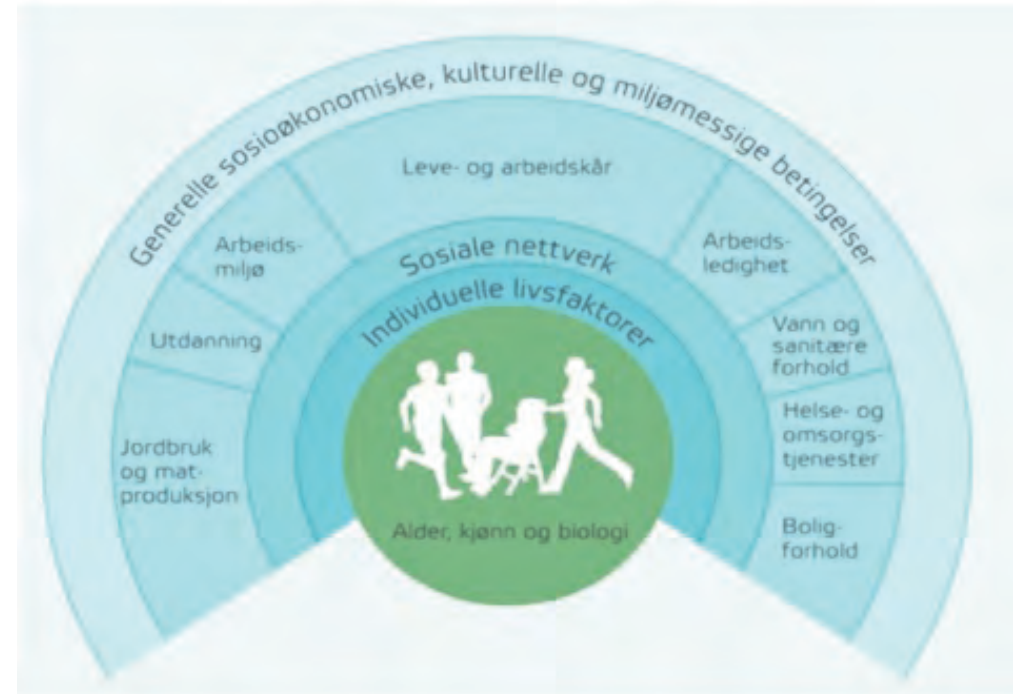 Generelle sosioøkonomiske, kulturelle og miljømessige betingelser
Leve- og arbeidskår
Arbeids-
miljø
Arbeids-
ledighet
Sosiale nettverk
Individuelle livsfaktorer
Utdanning
Vann og
sanitære
forhold
Jordbruk
og mat-
produksjon
Helse- og
omsorgs-
tjenester
Bolig-
forhold
Alder, kjønn og biologi